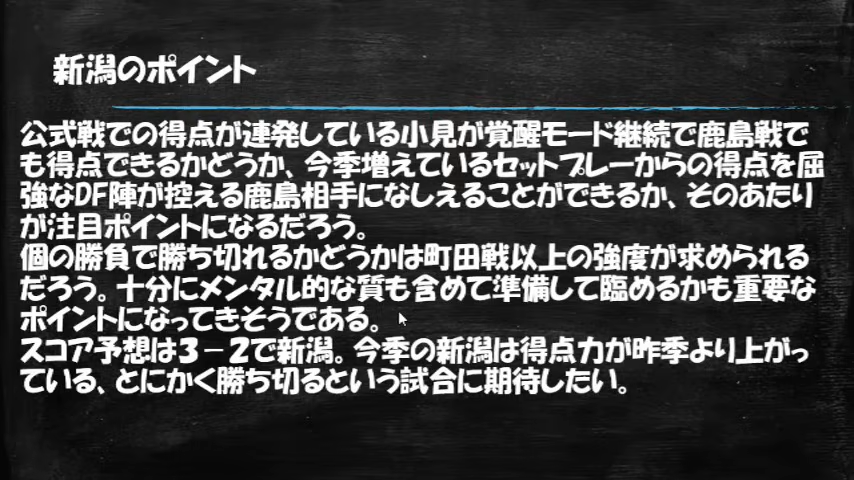 新潟のポイント
公式戦での得点が連発している小見が覚醒モード継続で鹿島戦で
も得点できるかどうか、今季増えているセットプレーからの得点を屈
強なDF陣が控える鹿島相手になしえることができるか、そのあたり
が注目ポイントになるだろう。
個の勝負で勝ち切れるかどうかは町田戦以上の強度が求められる
だろう。十分にメンタル的な質も含めて準備して臨めるかも重要な
ポイントになってきそうである。
スコア予想は３－２で新潟。今季の新潟は得点力が昨季より上がっ
ている、とにかく勝ち切るという試合に期待したい。